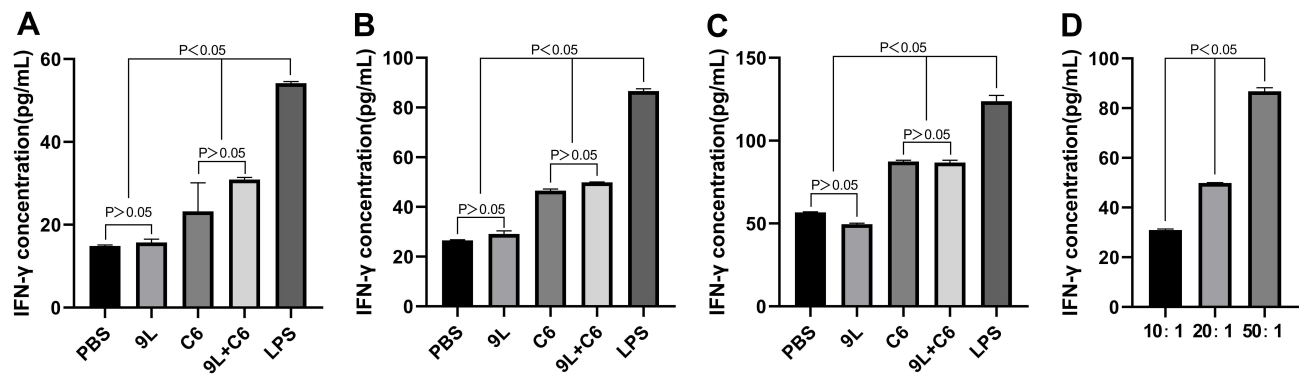 A
IFN-γ concentration(pg/mL)
60
40
20
0
P<0.05
P>0.05
P>0.05
PBS
9L
C6
9L+C6
LPS
B
IFN-γ concentration(pg/mL)
100
80
60
40
20
0
P<0.05
P>0.05
P>0.05
PBS
9L
C6
9L+C6
LPS
C
IFN-γ concentration(pg/mL)
150
100
50
0
P<0.05
P>0.05
P>0.05
PBS
9L
C6
9L+C6
LPS
D
IFN-γ concentration(pg/mL)
100
80
60
40
20
0
P<0.05
10: 1
20: 1
50: 1